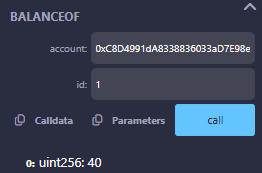 BALANCEOF
account: 0xC8D4991dA8338836033aD7E98e
id: 1
Calldata Parameters call
0: uint256: 40